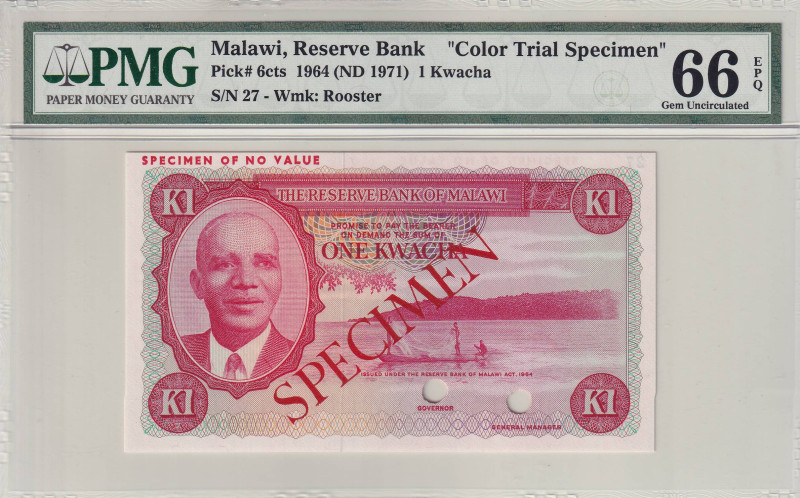 PMG
PAPER MONEY GUARANTY
Malawi, Reserve Bank "Color Trial Specimen"
Pick# 6cts 1964 (ND 1971) 1 Kwacha
S/N 27 - Wmk: Rooster
66
EPQ
Gem Uncirculated
SPECIMEN OF NO VALUE
K1
THE RESERVE BANK OF MALAWI
K1
PROMISE TO PAY THE BEARER
ON DEMAND THE SUM OF
ONE KWACHA
SPECIMEN
ISSUED UNDER THE RESERVE BANK OF MALAWI ACT, 1964
K1
GOVERNOR
GENERAL MANAGER
K1